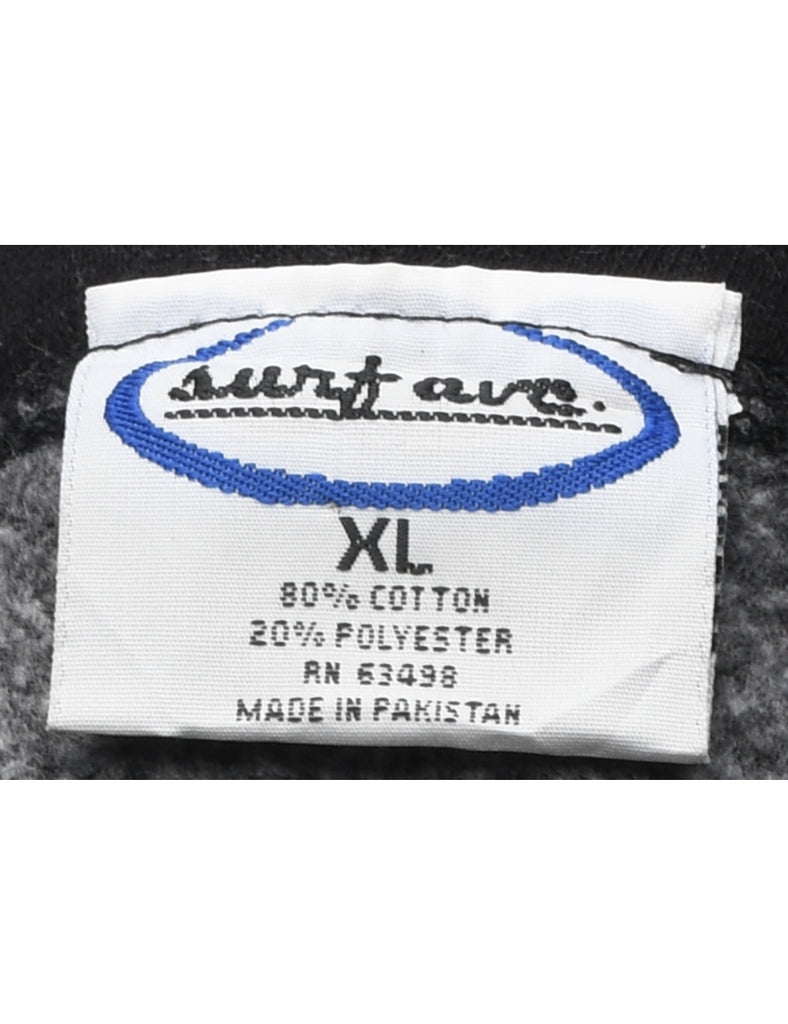 surf ave.
XL
80% COTTON
20% POLYESTER
RN 63498
MADE IN PAKISTAN